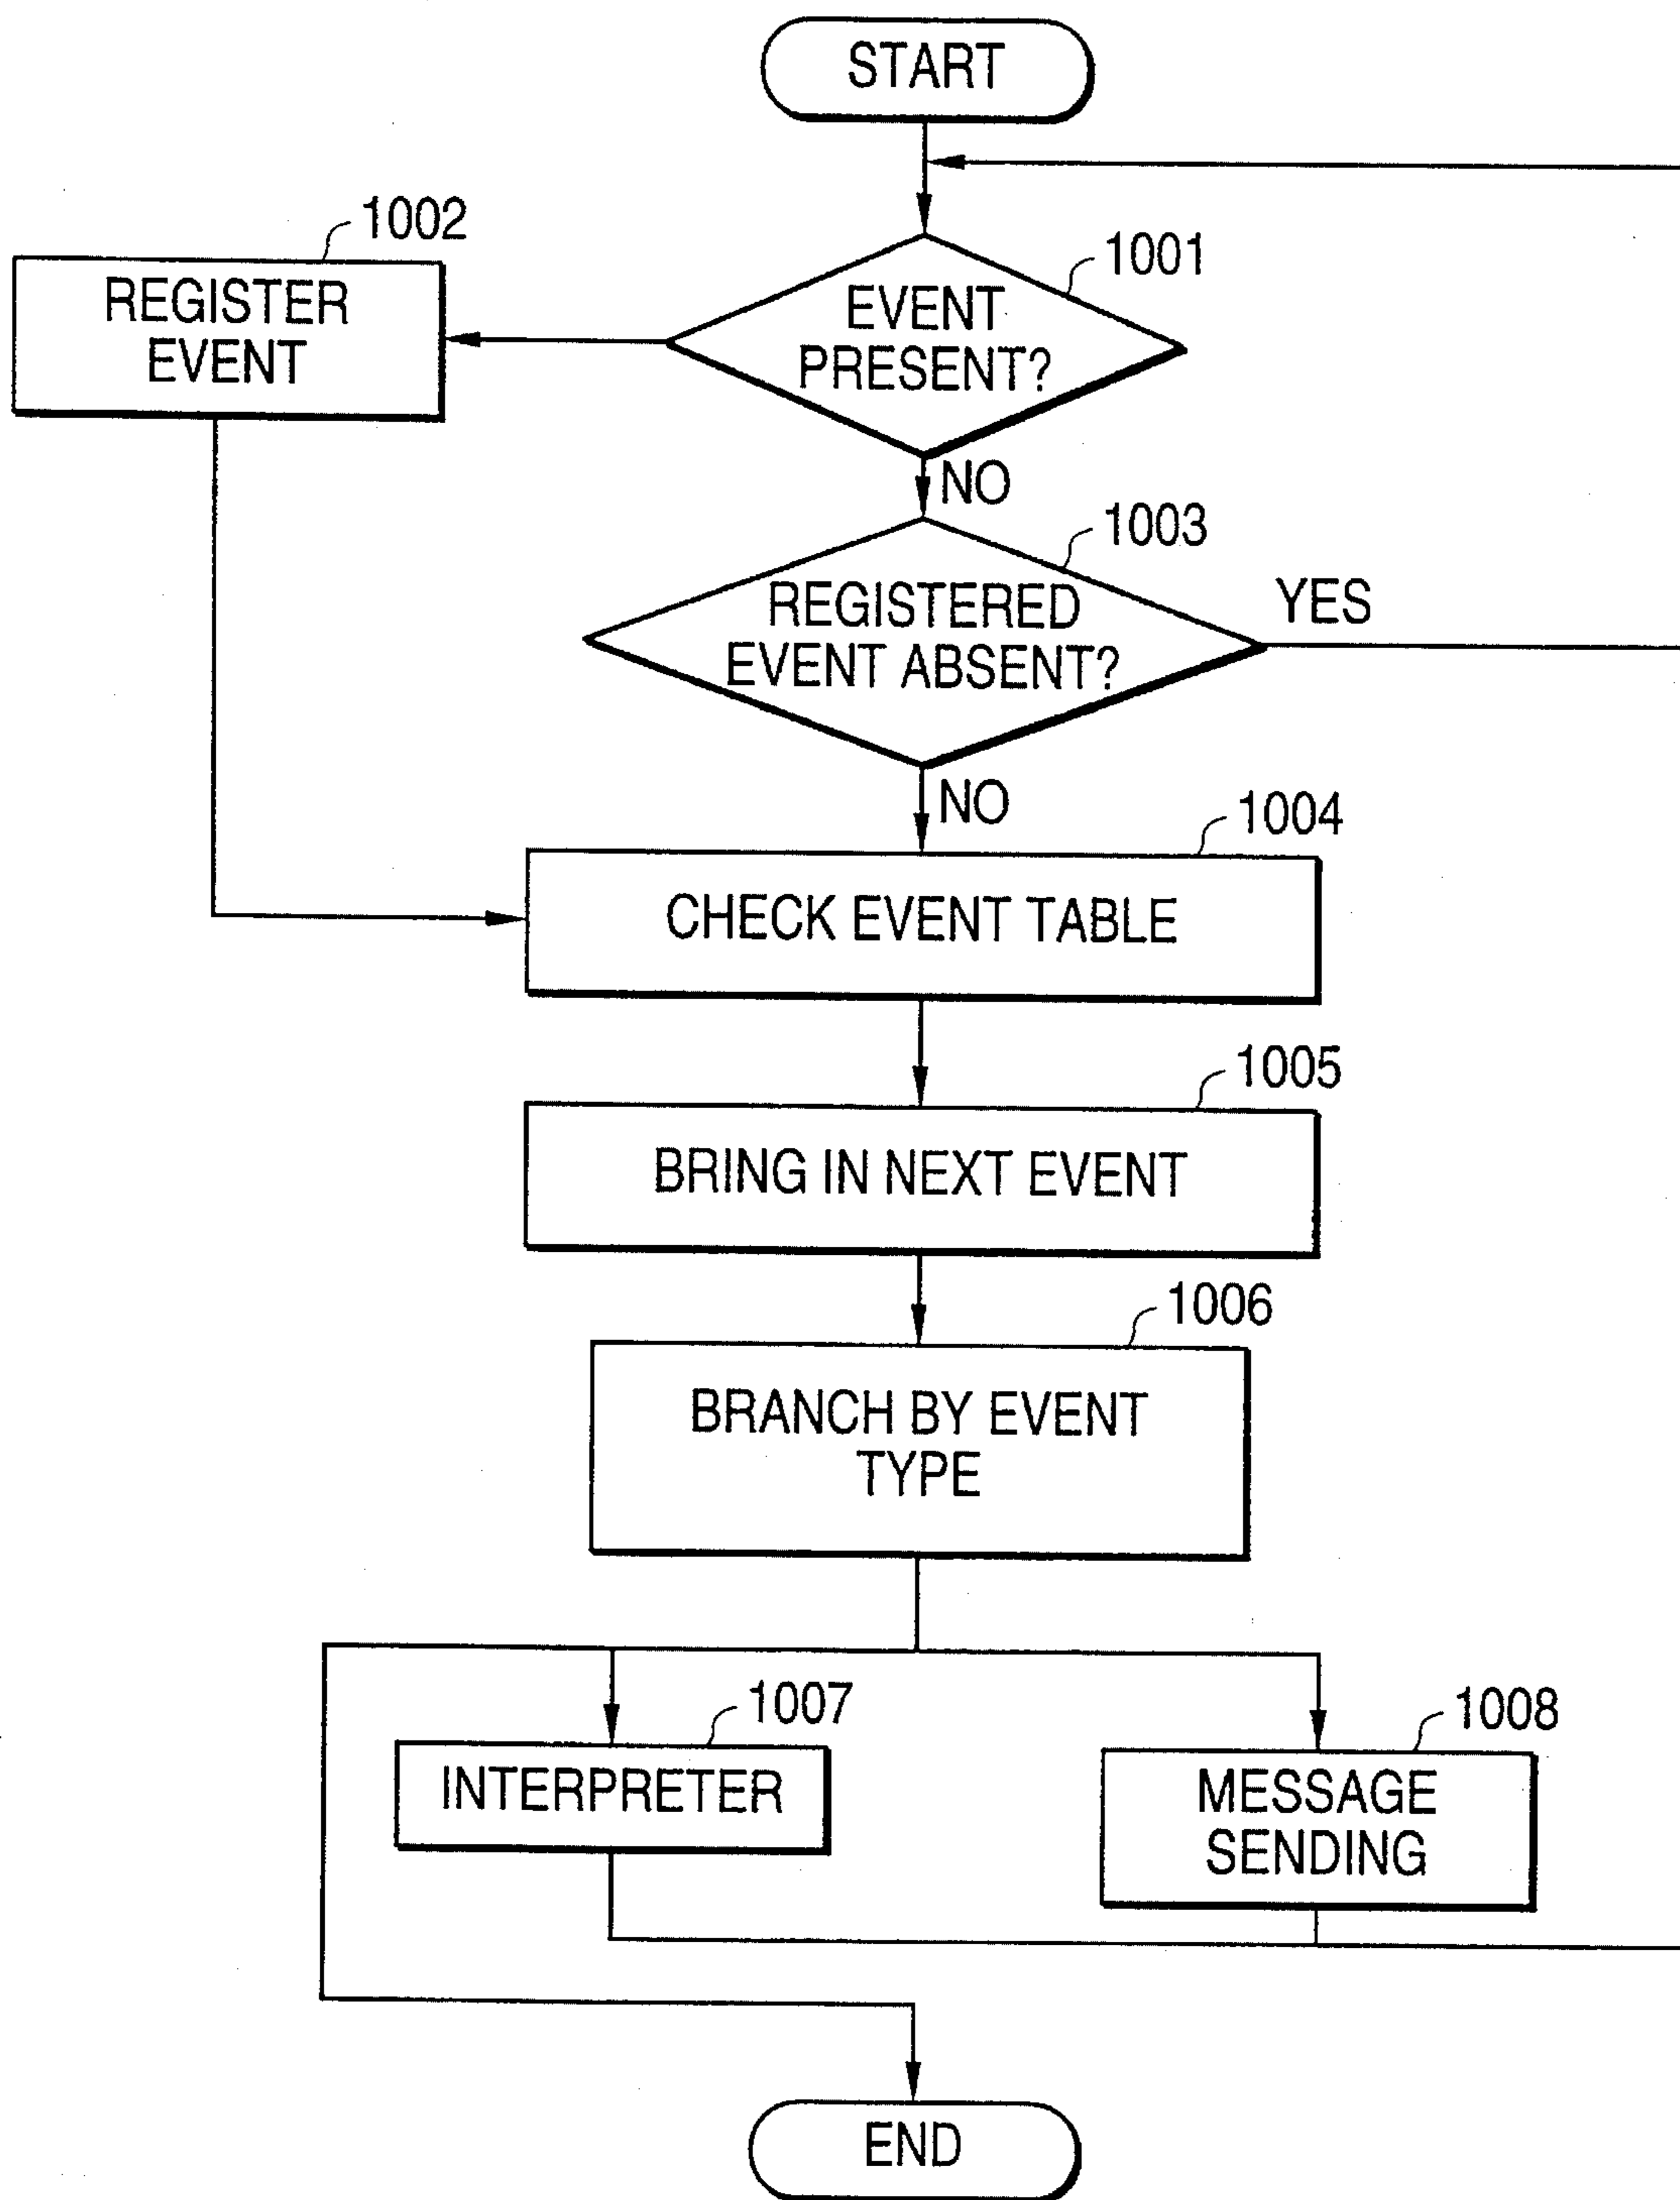 START
1002
REGISTER
EVENT
1001
EVENT
PRESENT?
NO
1003
REGISTERED
EVENT ABSENT?
YES
NO
1004
CHECK EVENT TABLE
1005
BRING IN NEXT EVENT
1006
BRANCH BY EVENT
TYPE
1007
INTERPRETER
1008
MESSAGE
SENDING
END